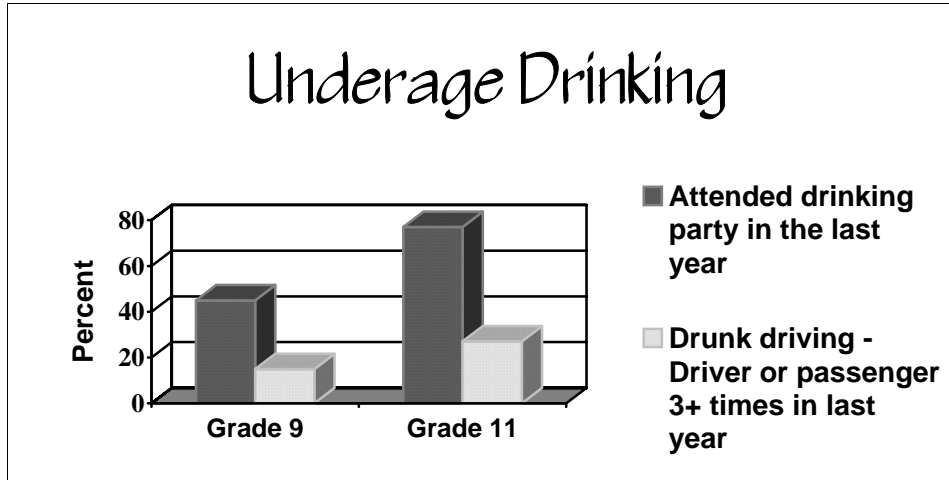 Underage Drinking
80
60
40
20
0
Percent
Grade 9
Grade 11
Attended drinking
party in the last
year
Drunk driving -
Driver or passenger
3+ times in last
year